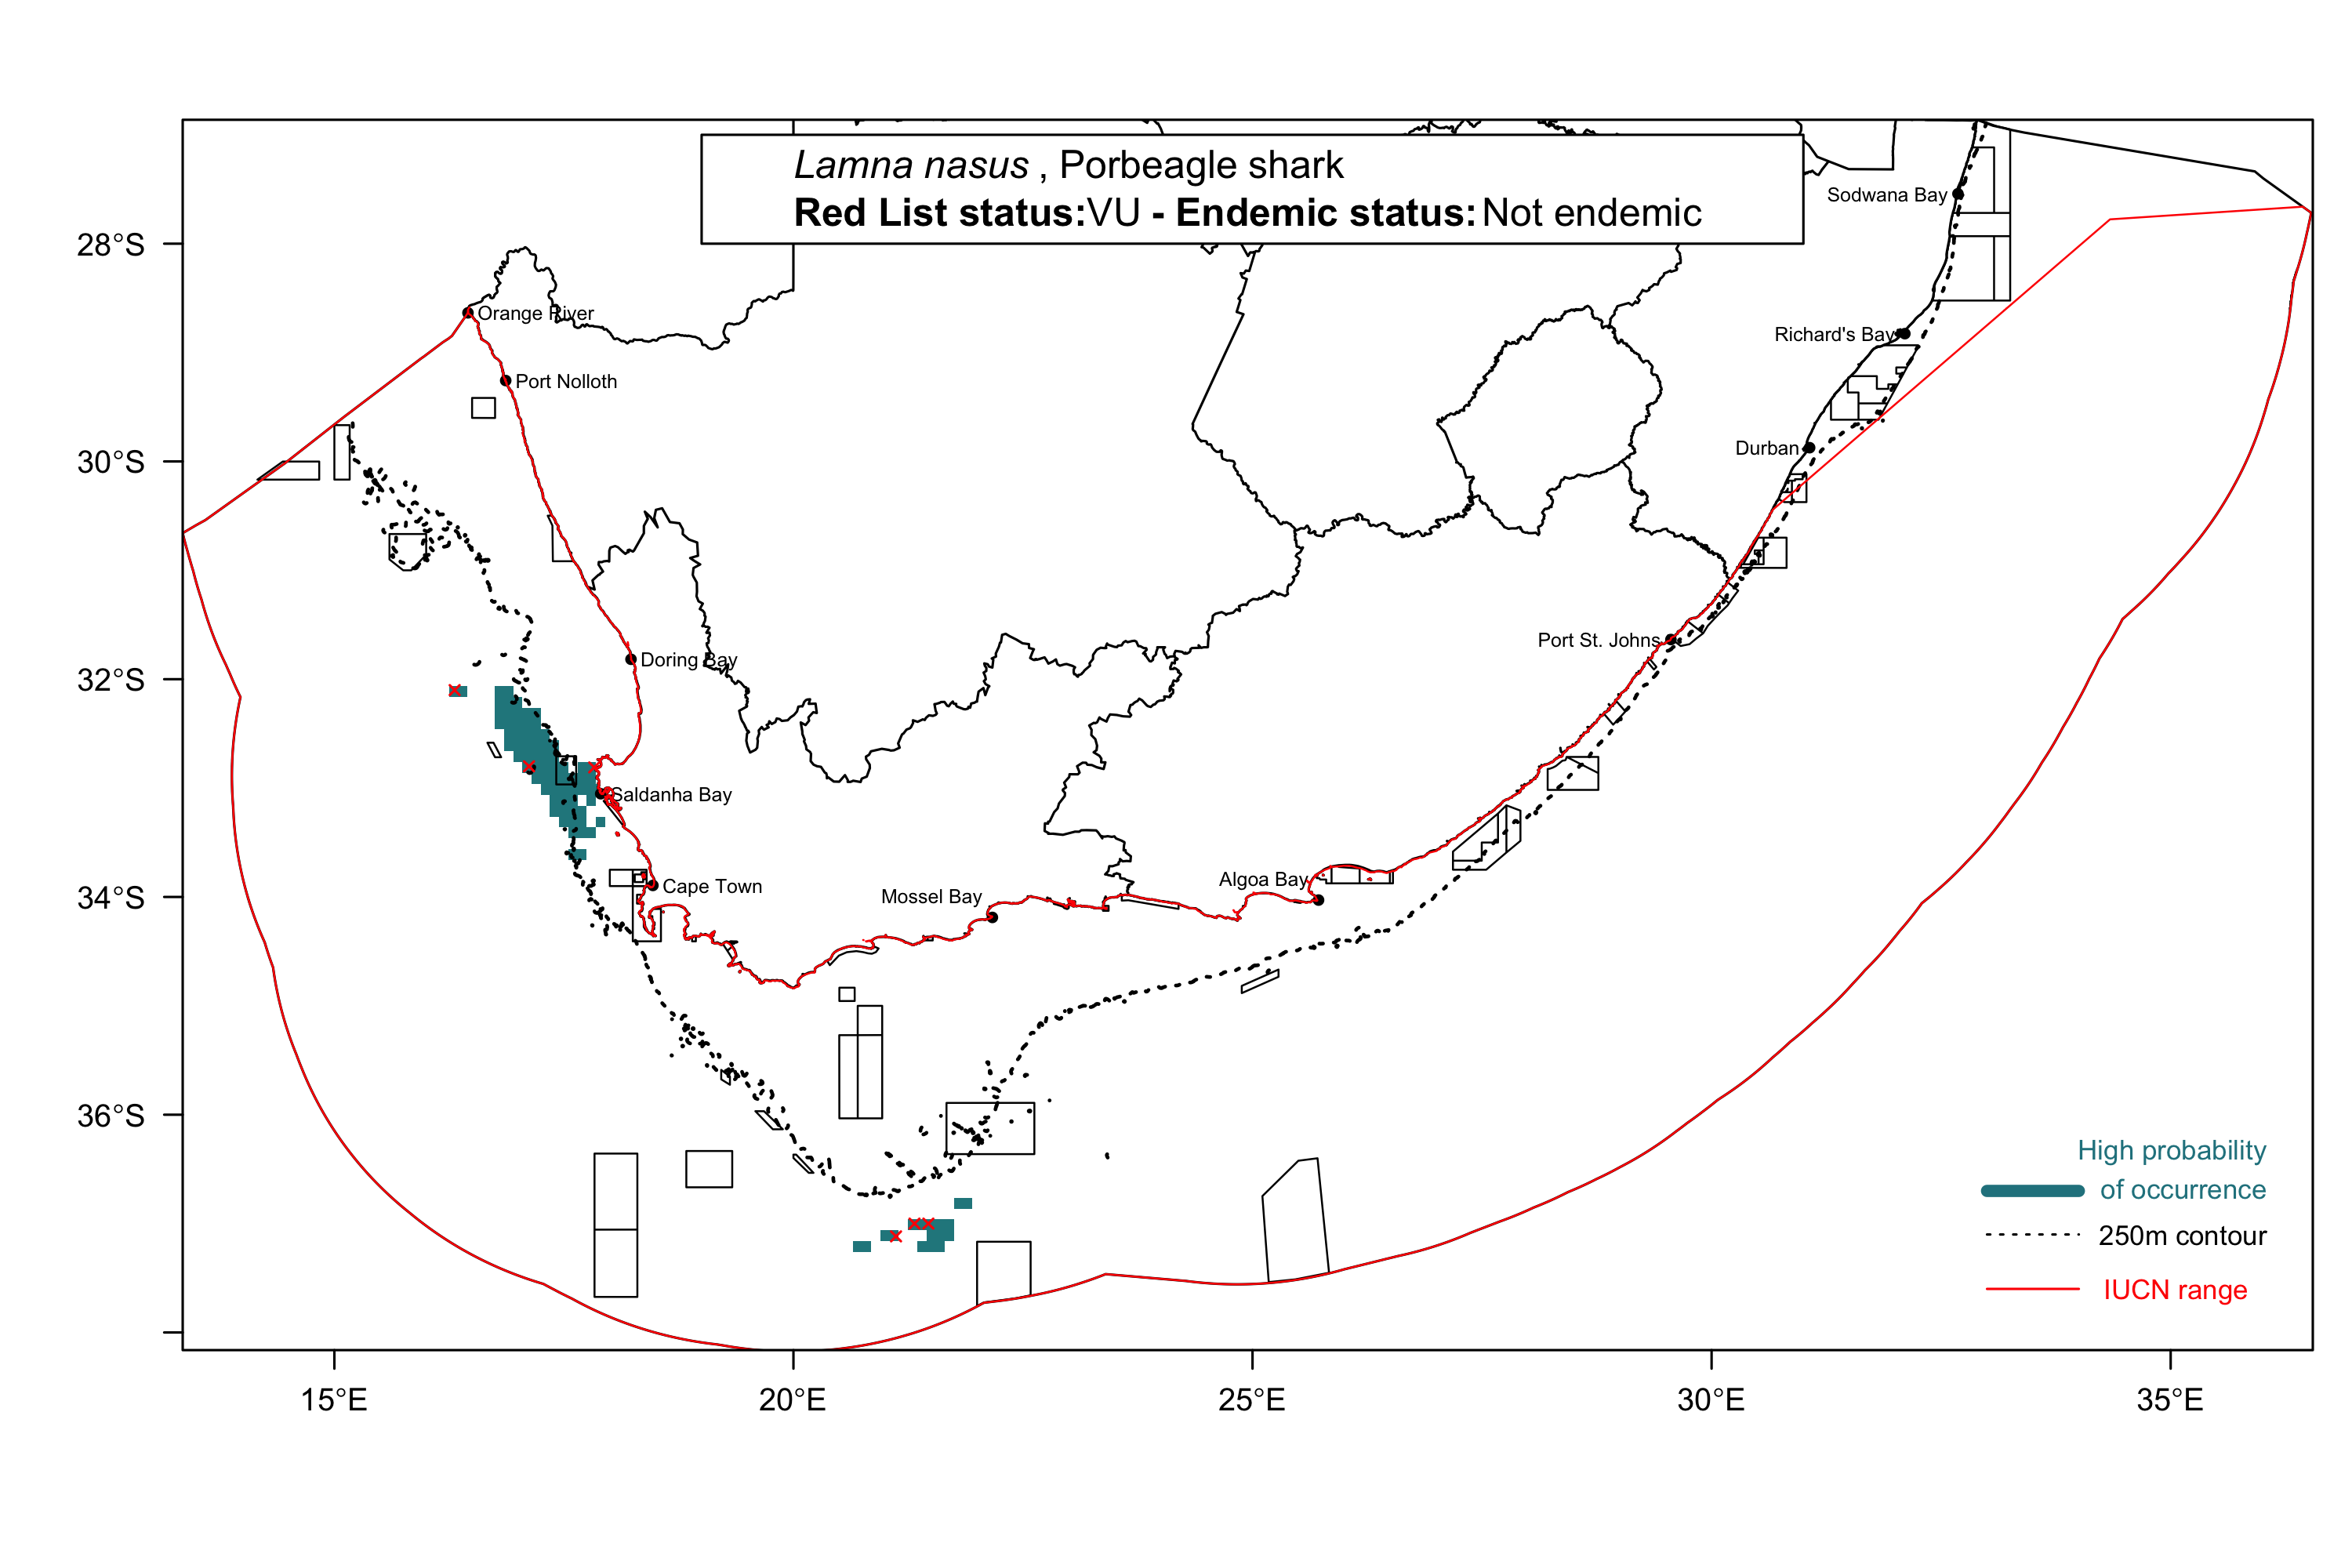 Lamna nasus , Porbeagle shark
Red List status:VU - Endemic status: Not endemic
Sodwana Bay
28°S
Orange River
Richard's Bay
Port Nolloth
Durban
30°S
Port St. Johns
Doring Bay
32°S
Saldanha Bay
Algoa Bay
Cape Town
Mossel Bay
34°S
36°S
High probability
of occurrence
250m contour
IUCN range
15°E
20°E
25°E
30°E
35°E